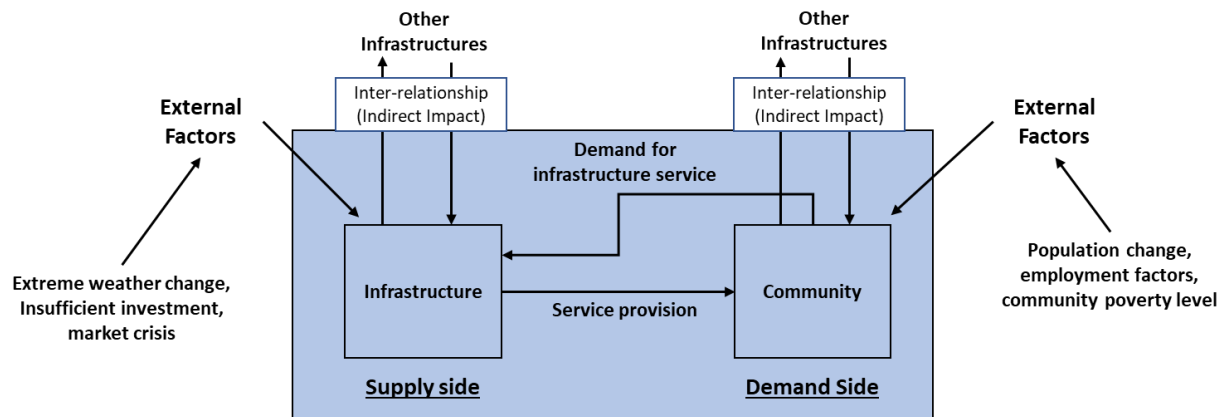 Other
Infrastructures
Other
Infrastructures
Inter-relationship
(Indirect Impact)
Inter-relationship
(Indirect Impact)
External
Factors
External
Factors
Demand for
infrastructure service
Extreme weather change,
Insufficient investment,
market crisis
Infrastructure
Service provision
Community
Population change,
employment factors,
community poverty level
Supply side
Demand Side